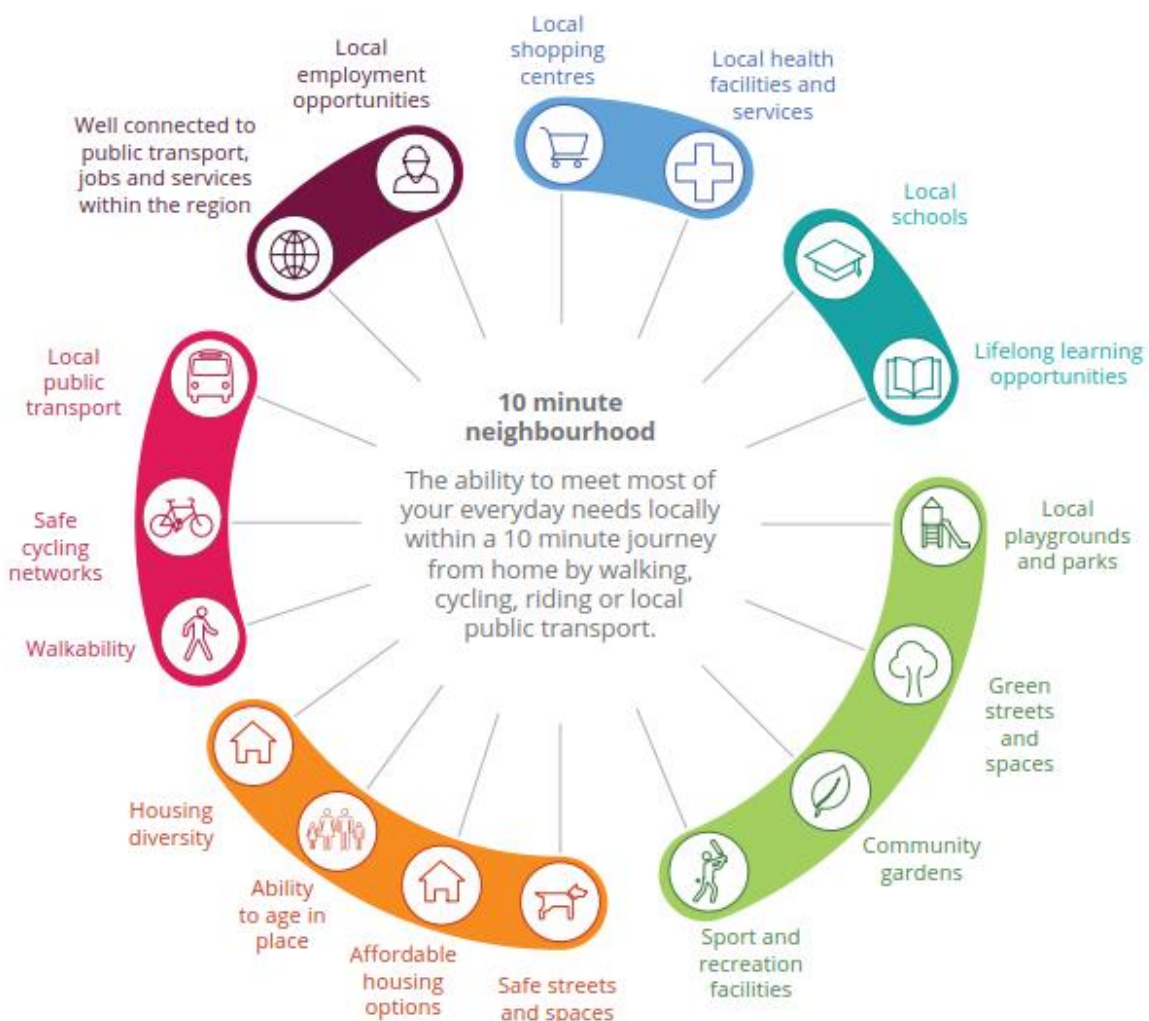 Local
shopping
centres
Local health
facilities and
services
Local
schools
Lifelong learning
opportunities
Local
playgrounds
and parks
Green
streets
and
spaces
Community
gardens
Sport and
recreation
facilities
Safe streets
and spaces
Affordable
housing
options
Ability
to age in
place
Housing
diversity
Walkability
Safe
cycling
networks
Local
public
transport
Well connected to
public transport,
jobs and services
within the region
Local
employment
opportunities
10 minute
neighbourhood
The ability to meet most of
your everyday needs locally
within a 10 minute journey
from home by walking,
cycling, riding or local
public transport.